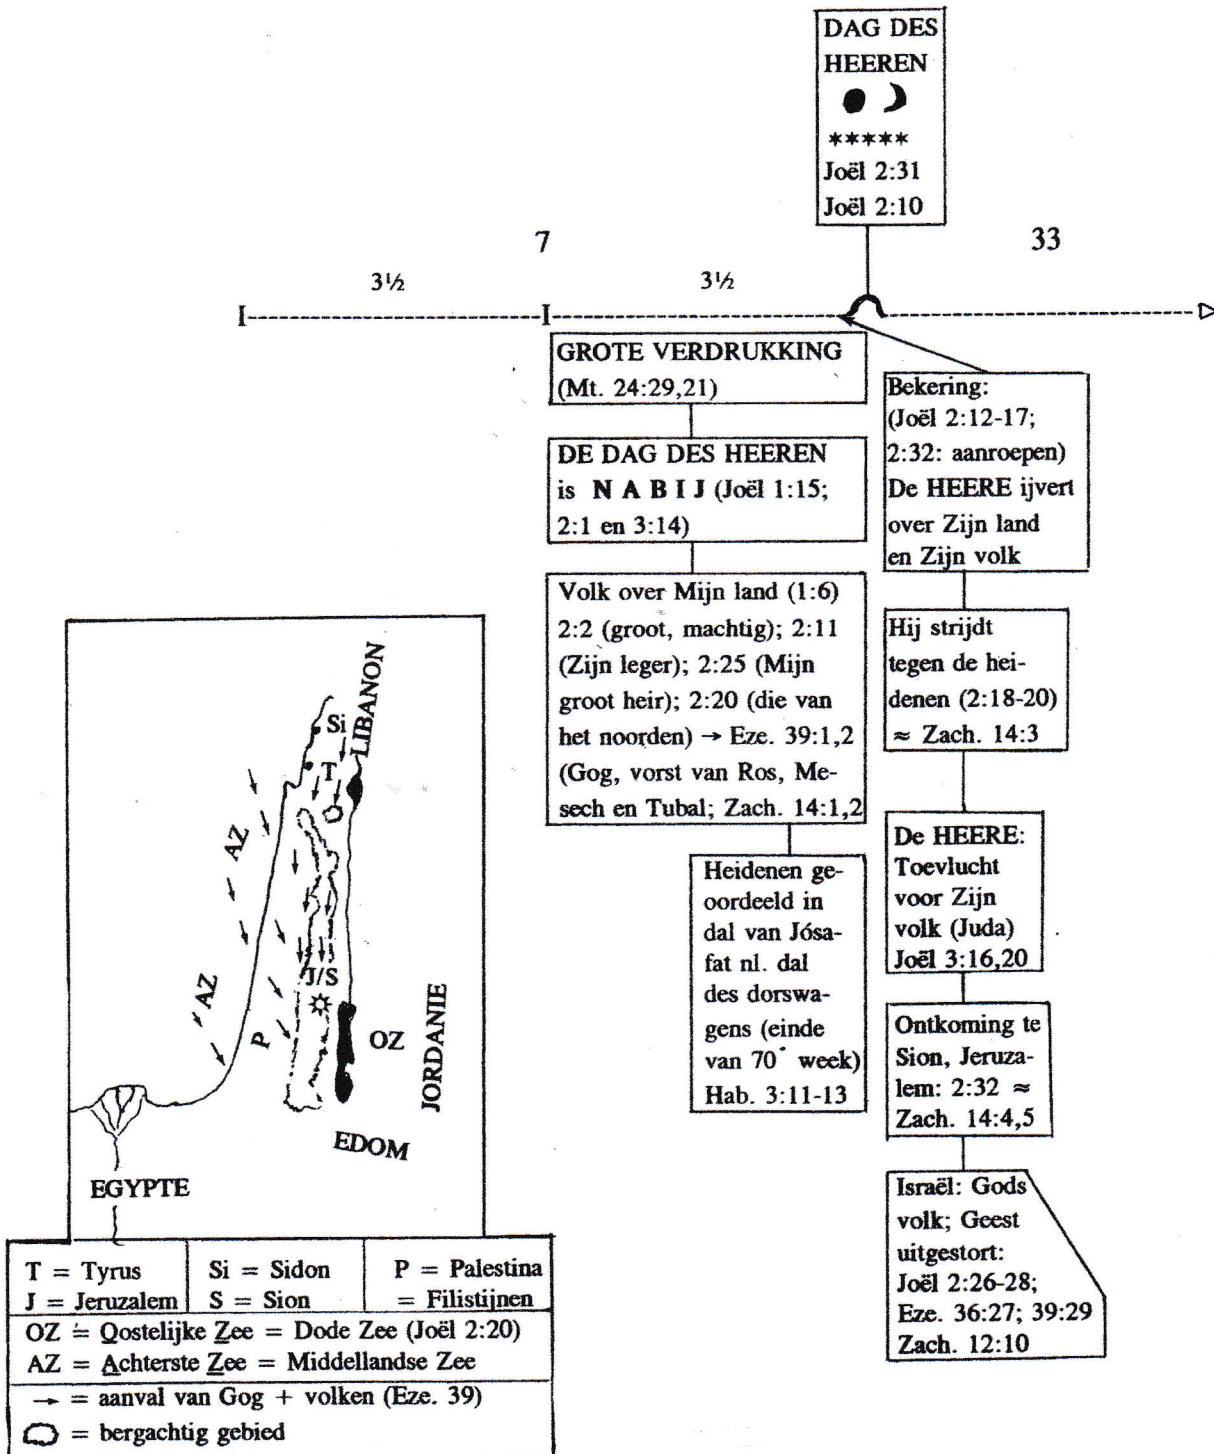 DAG DES
HEEREN
*****
Joël 2:31
Joël 2:10
7
33
3½
3½
GROTE VERDRUKKING
(Mt. 24:29,21)
DE DAG DES HEEREN
is N A B I J (Joël 1:15;
2:1 en 3:14)
Volk over Mijn land (1:6)
2:2 (groot, machtig); 2:11
(Zijn leger); 2:25 (Mijn
groot heir); 2:20 (die van
het noorden) → Eze. 39:1,2
(Gog, vorst van Ros, Me-
sech en Tubal; Zach. 14:1,2
Heidenen ge-
oordeeld in
dal van Jósa-
fat nl. dal
des dorswa-
gens (einde
van 70ˆ week)
Hab. 3:11-13
Bekering:
(Joël 2:12-17;
2:32: aanroepen)
De HEERE ijvert
over Zijn land
en Zijn volk
Hij strijdt
tegen de hei-
denen (2:18-20)
≈ Zach. 14:3
De HEERE:
Toevlucht
voor Zijn
volk (Juda)
Joël 3:16,20
Ontkoming te
Sion, Jeruza-
lem: 2:32 ≈
Zach. 14:4,5
Israël: Gods
volk; Geest
uitgestort:
Joël 2:26-28;
Eze. 36:27; 39:29
Zach. 12:10
LIBANON
Si
T
AZ
J/S
AZ
P
OZ
JORDANIE
EDOM
EGYPTE
T = Tyrus
J = Jeruzalem
Si = Sidon
S = Sion
P = Palestina
= Filistijnen
OZ = Oostelijke Zee = Dode Zee (Joël 2:20)
AZ = Achterste Zee = Middellandse Zee
→ = aanval van Gog + volken (Eze. 39)
= bergachtig gebied